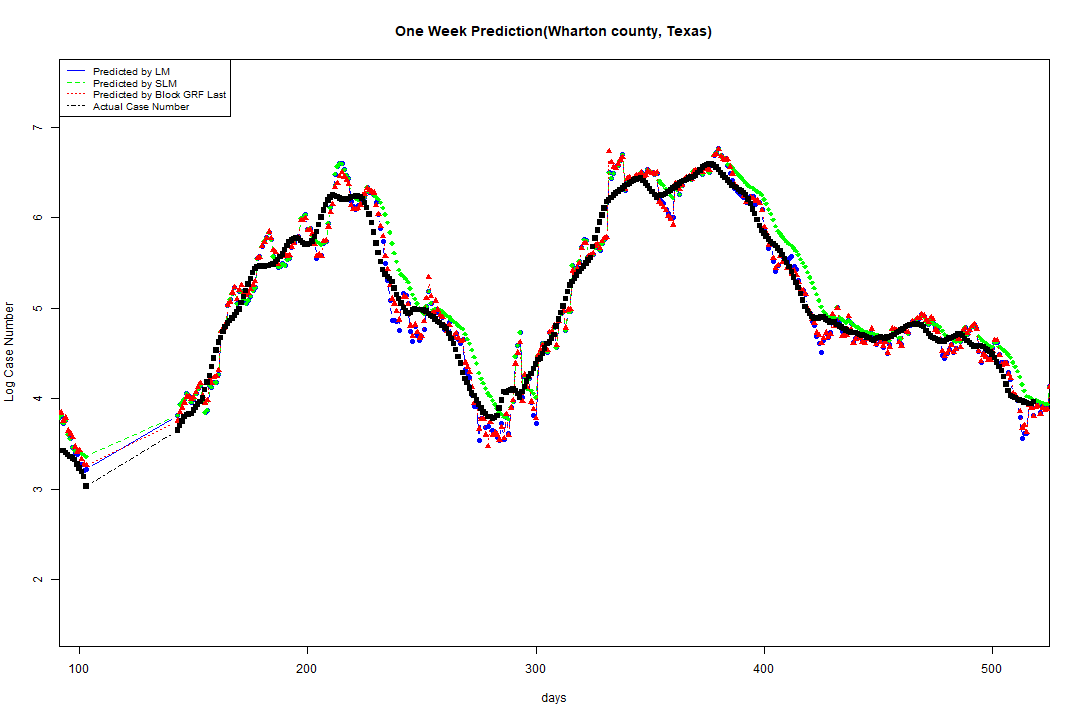 One Week Prediction(Wharton county, Texas)
Predicted by LM
Predicted by SLM
Predicted by Block GRF Last
Actual Case Number
7
6
5
4
3
2
Log Case Number
100 200 300 400 500
days